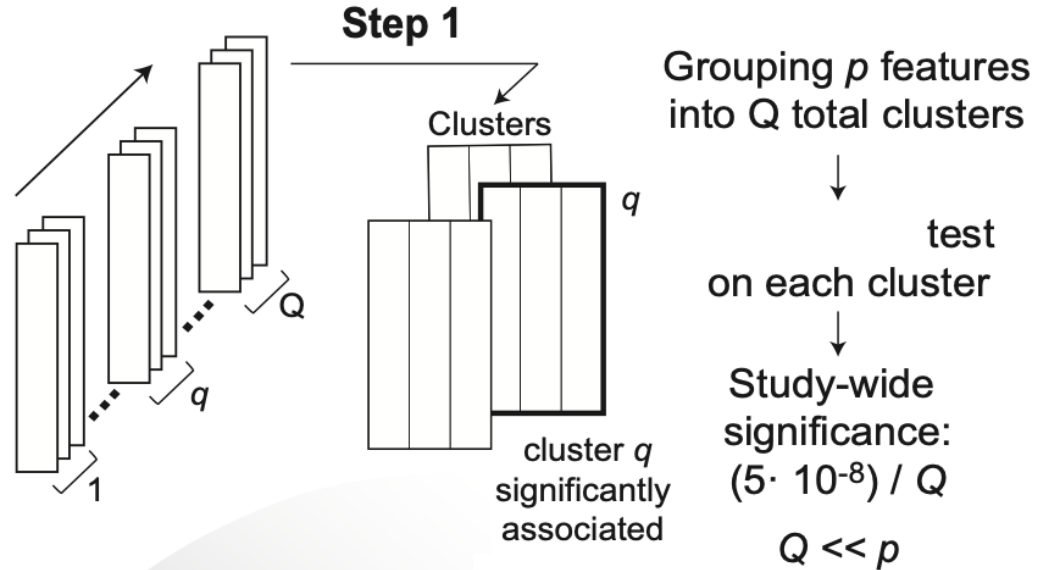 Step 1
1
q
Q
Clusters
q
cluster q
significantly
associated
Grouping p features
into Q total clusters
test
on each cluster
Study-wide
significance:
(5· 10⁻⁸) / Q
Q << p